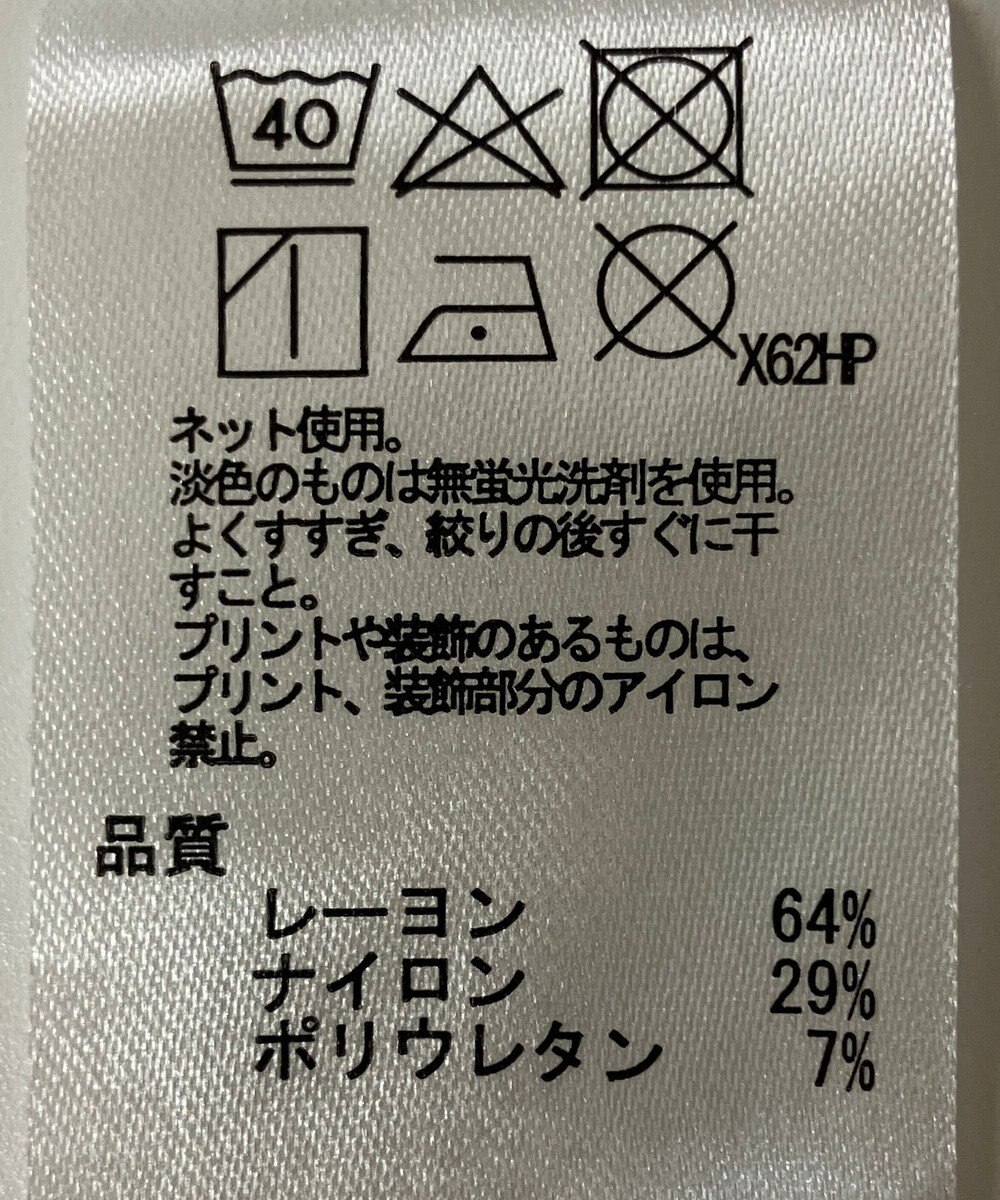 40
X62HP
ネット使用。
淡色のものは無蛍光洗剤を使用。
よくすすぎ、絞りの後すぐに干
すこと。
プリントや装飾のあるものは、
プリント、装飾部分のアイロン
禁止。
品質
レーヨン 64%
ナイロン 29%
ポリウレタン 7%